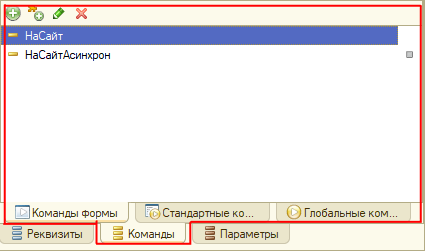 НаСайт
НаСайтАсинхрон
Команды формы Стандартные ко... Глобальные ком...
Реквизиты Команды Параметры